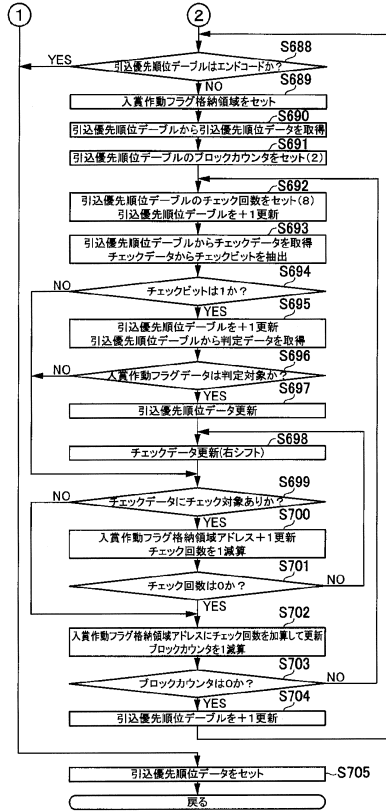 ① ②
S688
引込優先順位テーブルはエンドコードか?
YES
NO
S689
入賞作動フラグ格納領域をセット
S690
引込優先順位テーブルから引込優先順位データを取得
S691
引込優先順位テーブルのブロックカウンタをセット(2)
S692
引込優先順位テーブルのチェック回数をセット(8)
引込優先順位テーブルを+1更新
S693
引込優先順位テーブルからチェックデータを取得
チェックデータからチェックビットを抽出
S694
チェックビットは1か?
NO
YES
S695
引込優先順位テーブルを+1更新
引込優先順位テーブルから判定データを取得
S696
入賞作動フラグデータは判定対象か?
NO
YES
S697
引込優先順位データ更新
S698
チェックデータ更新(右シフト)
S699
チェックデータにチェック対象ありか?
NO
YES
S700
入賞作動フラグ格納領域アドレス+1更新
チェック回数を1減算
S701
チェック回数は0か?
NO
YES
S702
入賞作動フラグ格納領域アドレスにチェック回数を加算して更新
ブロックカウンタを1減算
S703
ブロックカウンタは0か?
NO
YES
S704
引込優先順位テーブルを+1更新
S705
引込優先順位データをセット
戻る